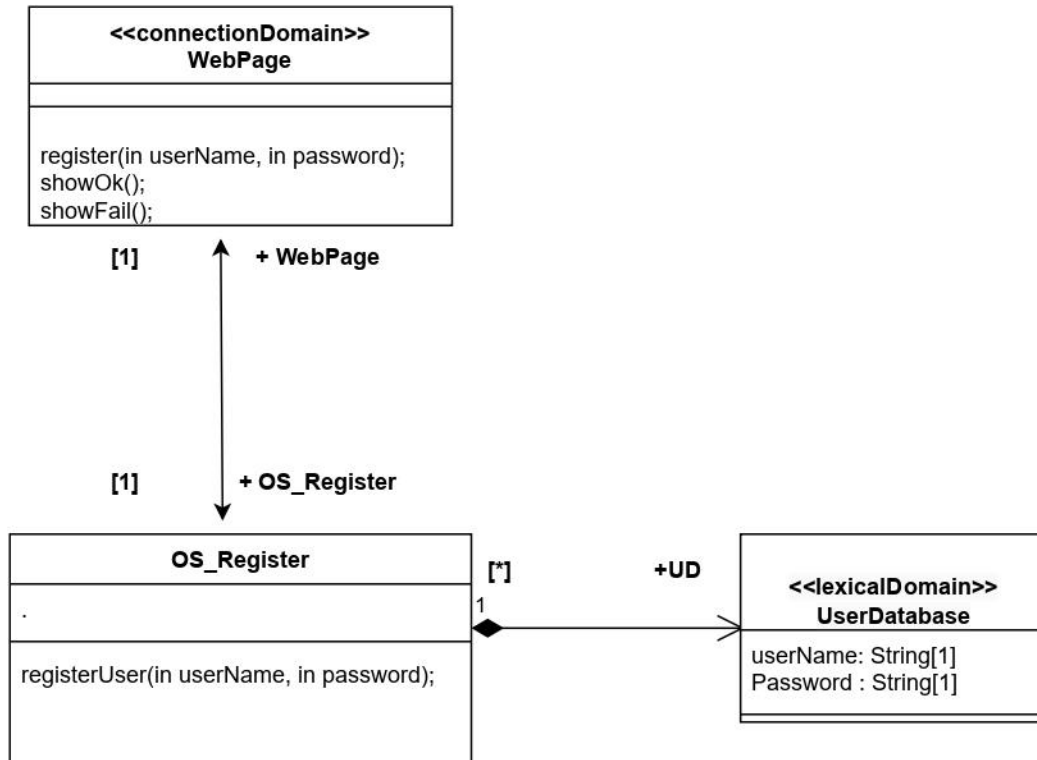 <<connectionDomain>>
WebPage
register(in userName, in password);
showOk();
showFail();
[1]
+ WebPage
[1]
+ OS_Register
OS_Register
.
registerUser(in userName, in password);
[*]
+UD
1
<<lexicalDomain>>
UserDatabase
userName: String[1]
Password : String[1]